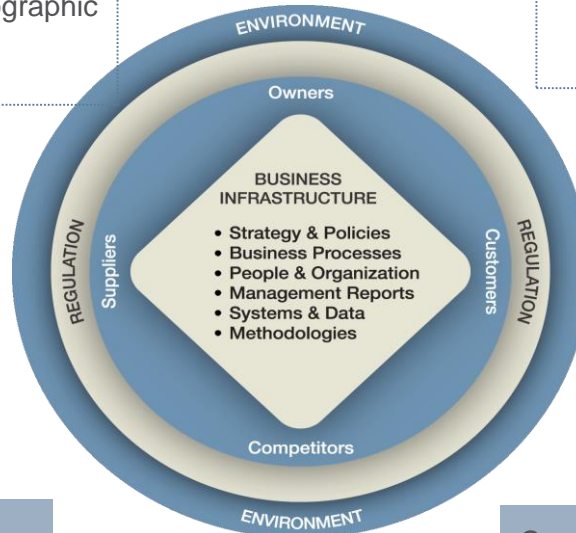 ographic
ENVIRONMENT
Owners
BUSINESS
INFRASTRUCTURE
• Strategy & Policies
• Business Processes
• People & Organization
• Management Reports
• Systems & Data
• Methodologies
REGULATION
Suppliers
Customers
REGULATION
Competitors
ENVIRONMENT